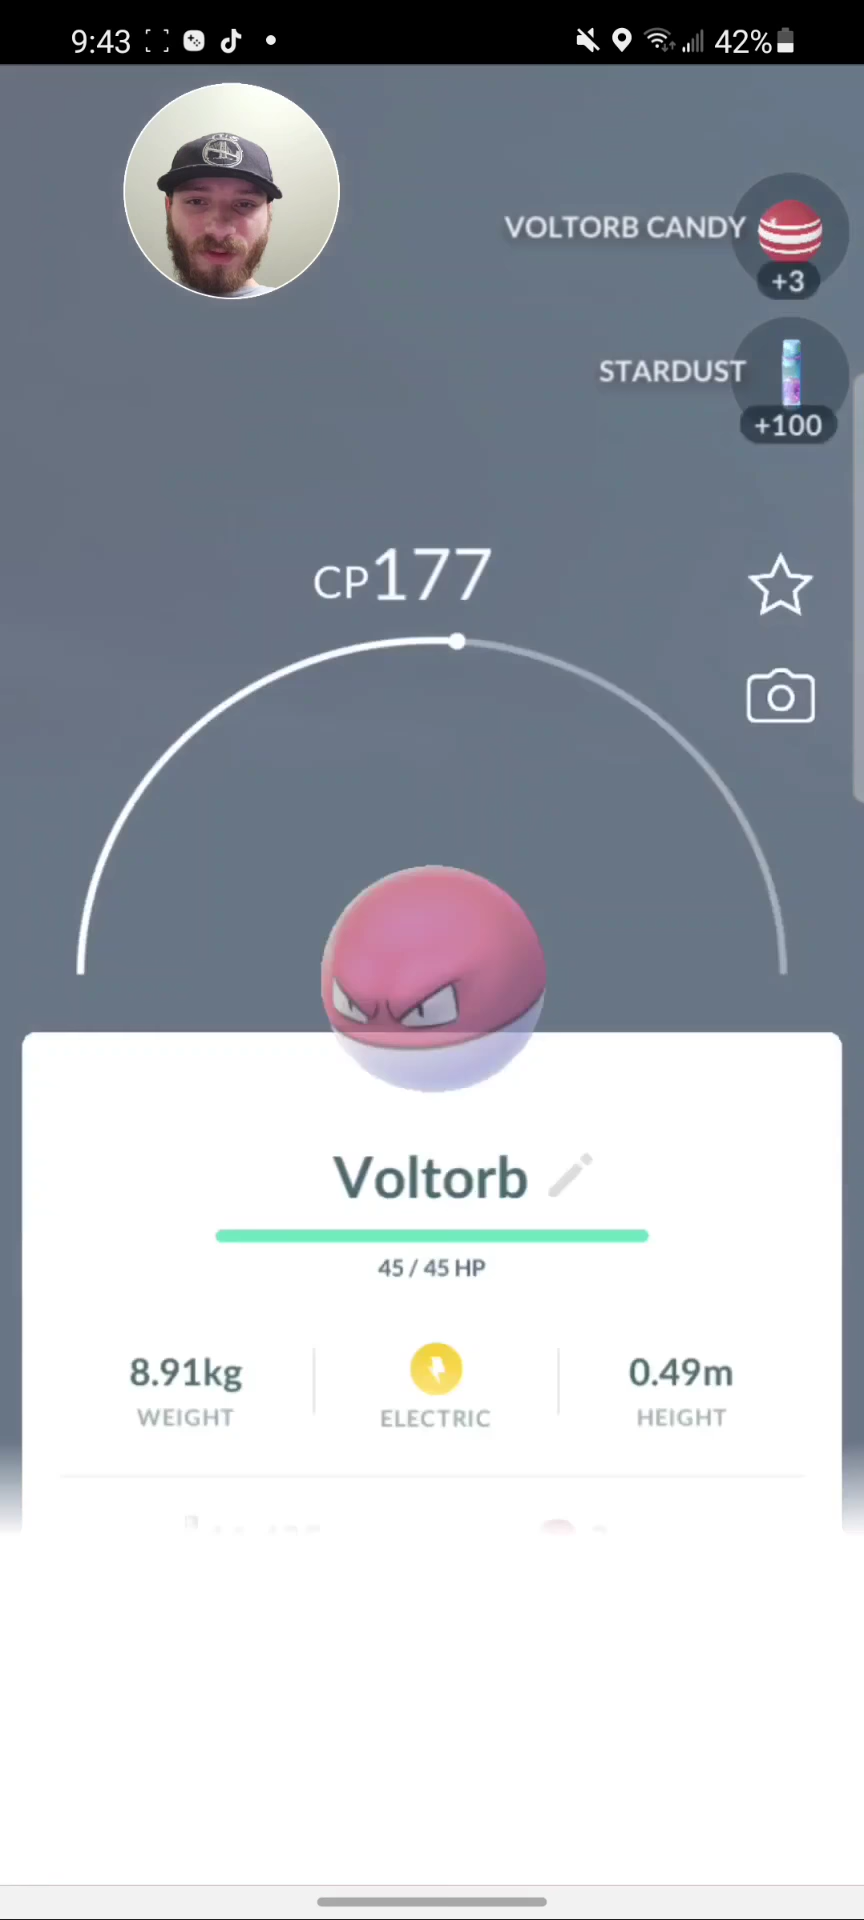 9:43
42%
VOLTORB CANDY
+3
STARDUST
+100
CP177
Voltorb
45 / 45 HP
8.91kg
0.49m
WEIGHT
ELECTRIC
HEIGHT